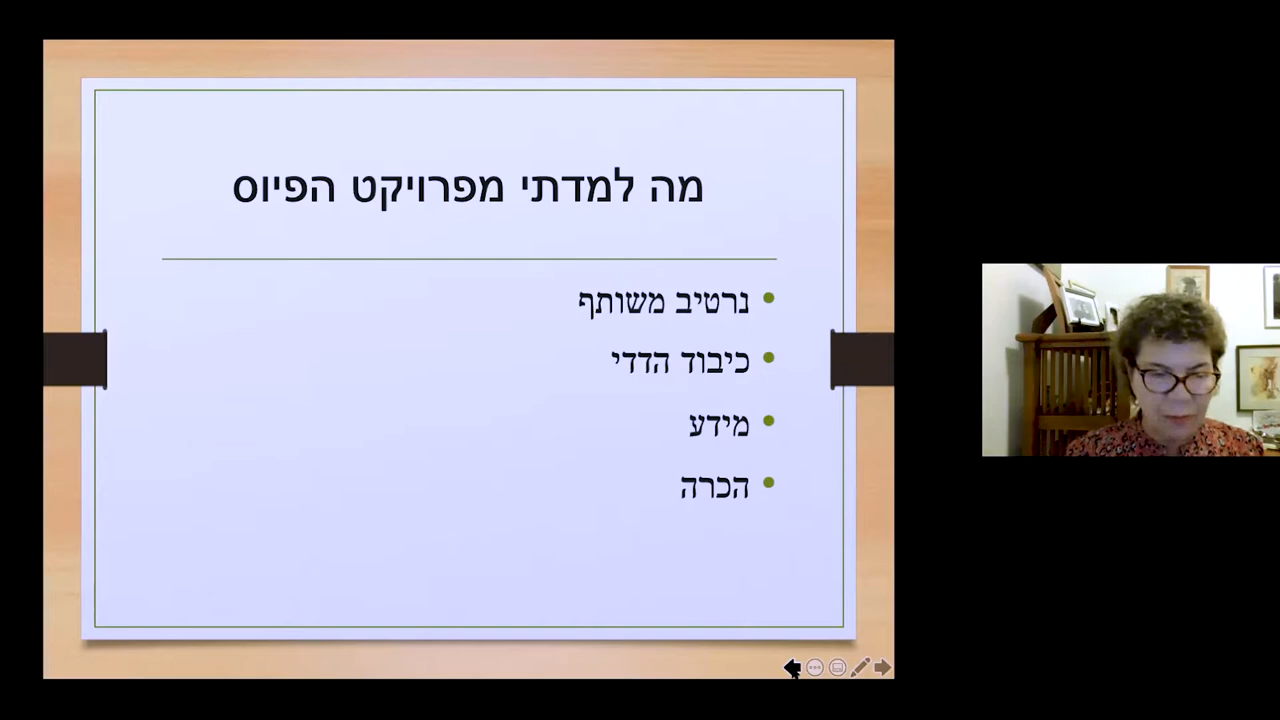 מה למדתי מפרויקט הפיוס
נרטיב משותף
כיבוד הדדי
מידע
הכרה